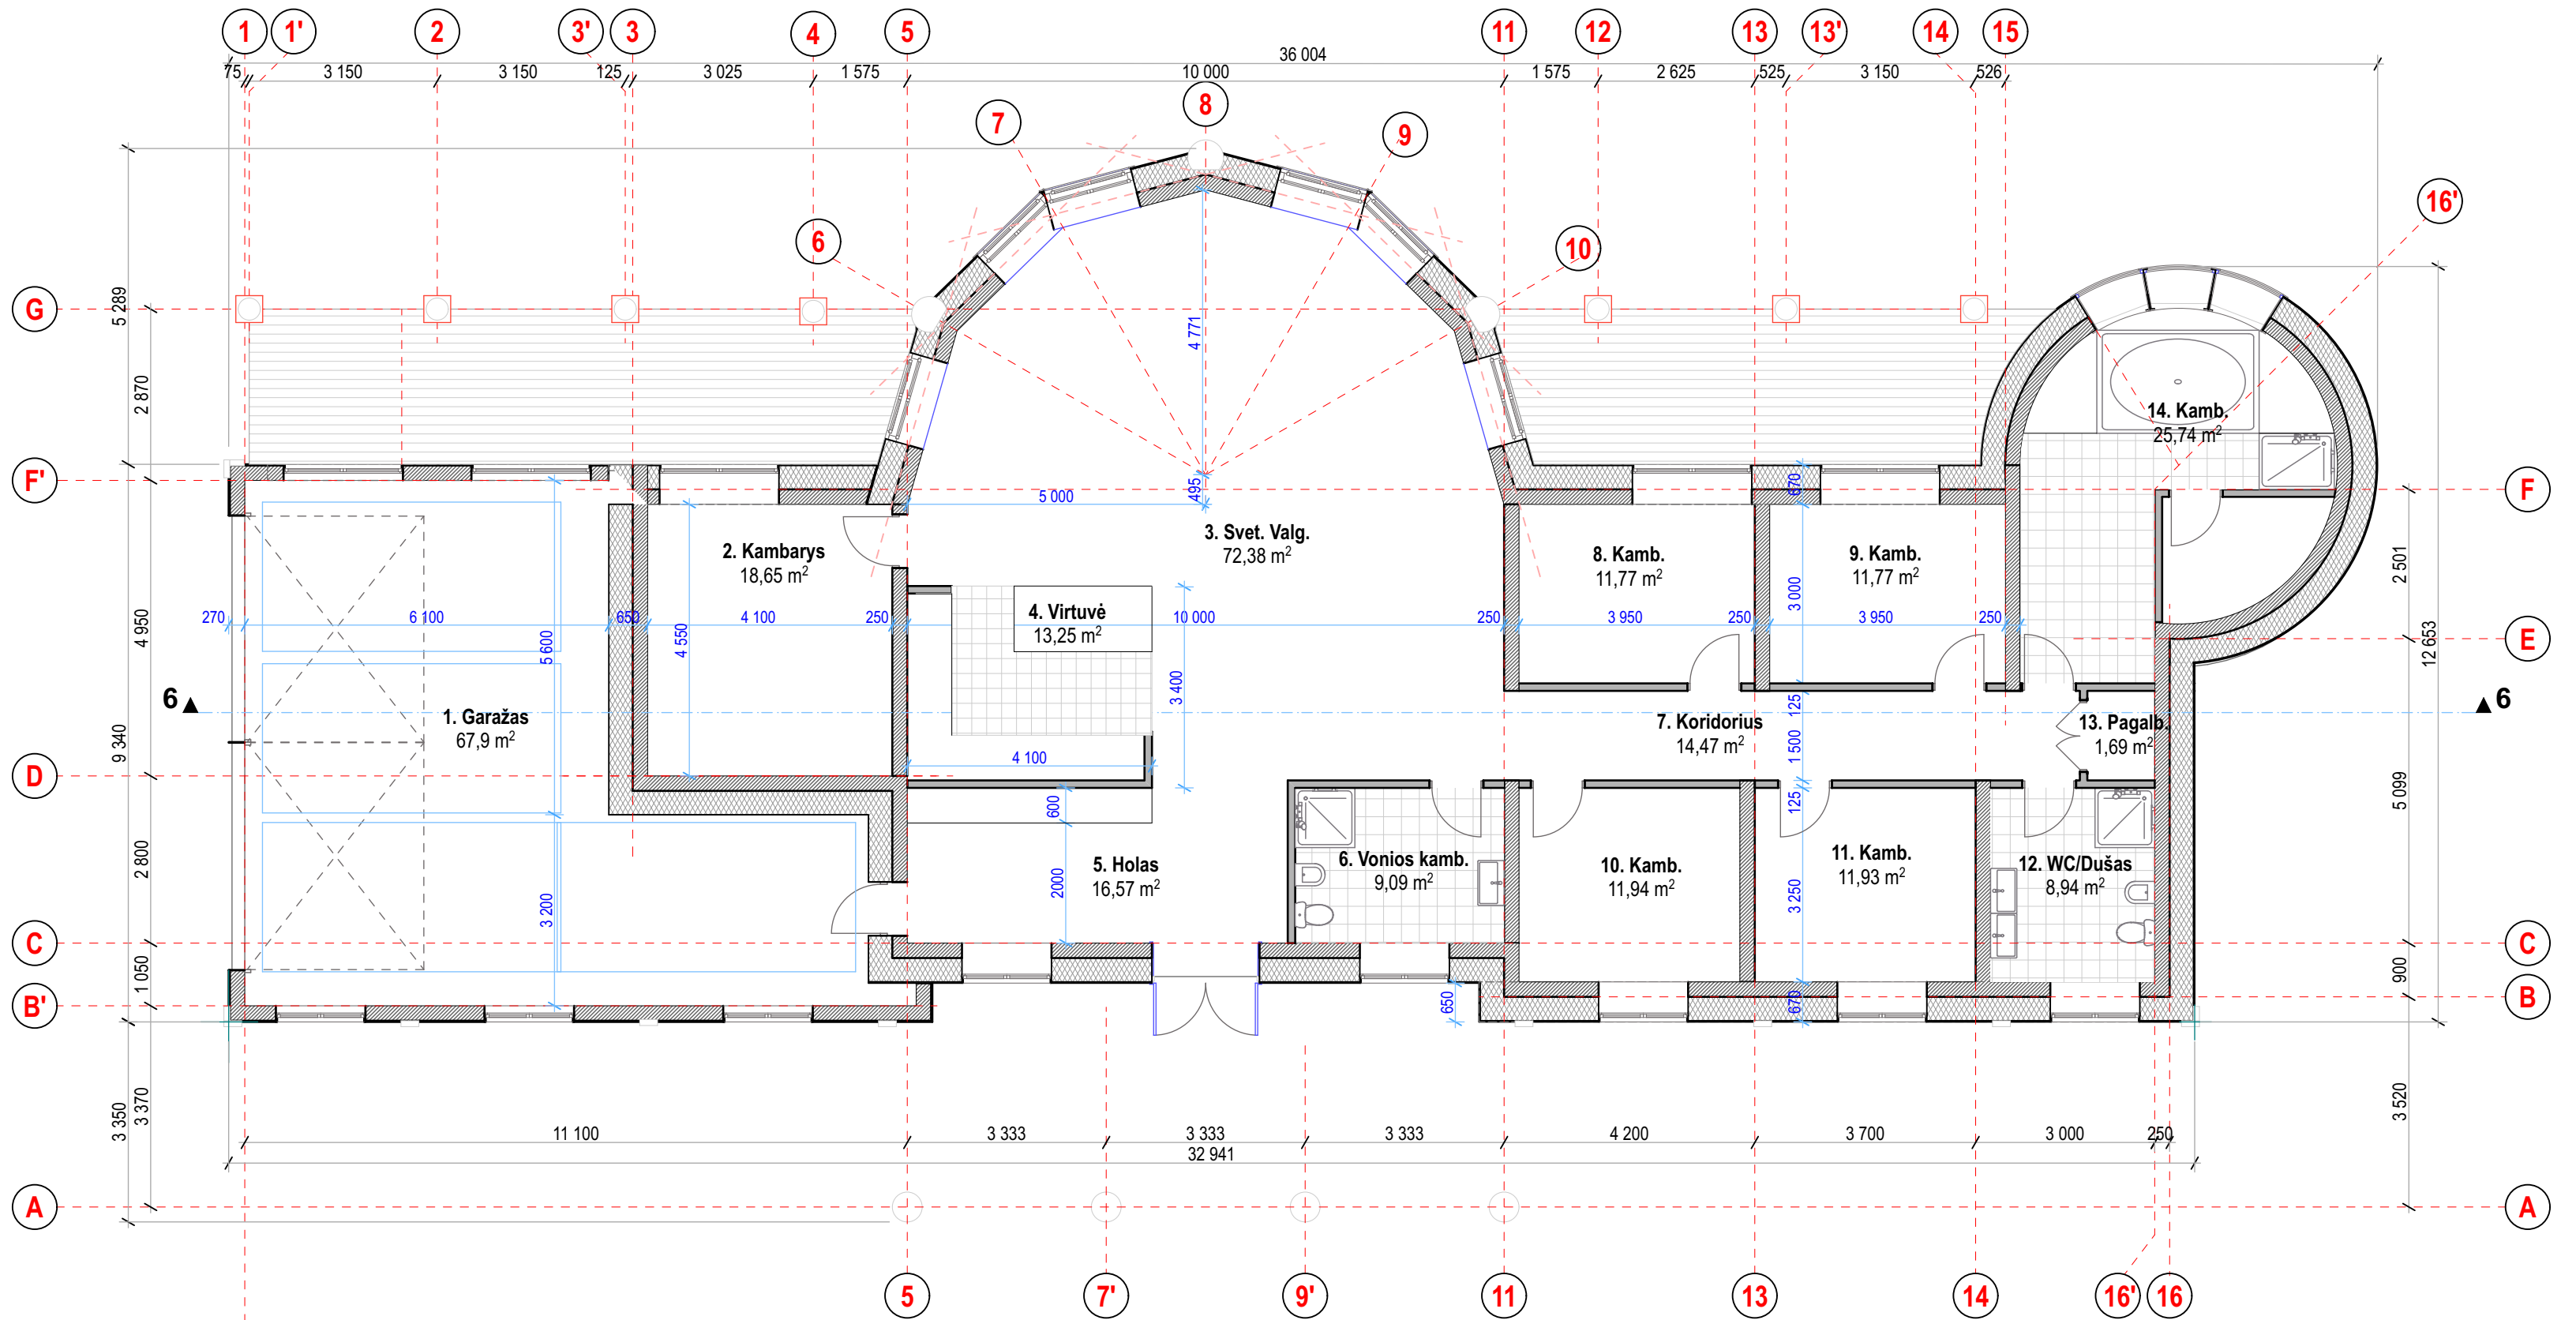 1 1' 2 3' 3 4 5 11 12 13 13' 14 15
36 004
75 3 150 3 150 125 3 025 1 575 10 000 1 575 2 625 525 3 150 526
8
7 9
16'
6 10
G
5 289
4 771
2 870
14. Kamb.
25,74 m²
F' F
670
495
5 000
3. Svet. Valg.
72,38 m²
2. Kambarys
18,65 m²
8. Kamb.
11,77 m²
9. Kamb.
11,77 m²
2 501
3 000
4. Virtuvė
13,25 m²
270 6 100 650 4 100 250 10 000 250 3 950 250 3 950 250
4 950
5 600
4 550
E
12 653
3 400
6 6
1. Garažas
67,9 m²
7. Koridorius
14,47 m²
13. Pagalb.
1,69 m²
125
1 500
9 340
4 100
D
125
600
5 099
2 800
5. Holas
16,57 m²
6. Vonios kamb.
9,09 m²
10. Kamb.
11,94 m²
11. Kamb.
11,93 m²
12. WC/Dušas
8,94 m²
2000
3 250
3 200
C C
1 050
900
B' B
650
670
3 350
3 370
3 520
11 100 3 333 3 333 3 333 4 200 3 700 3 000 250
32 941
A A
5 7' 9' 11 13 14 16' 16